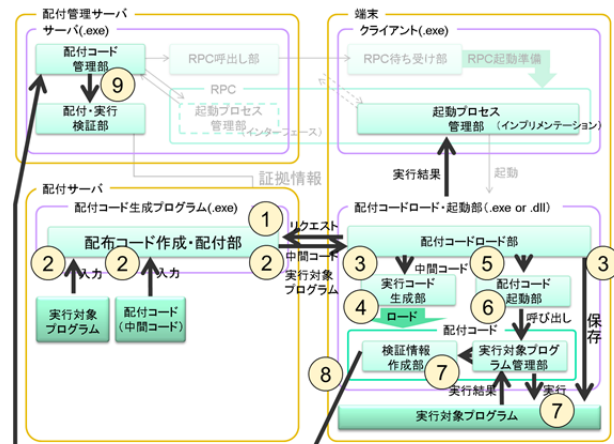 配付管理サーバ
サーバ(.exe)
配付コード
管理部
9
配付・実行
検証部
RPC呼出し部
RPC
起動プロセス
管理部
(インターフェース)
証拠情報
端末
クライアント(.exe)
RPC待ち受け部
RPC起動準備
起動プロセス
管理部
(インプリメンテーション)
実行結果
起動
配付サーバ
配付コード生成プログラム(.exe)
1
配布コード作成・配付部
2
2
2
入力
入力
実行対象
プログラム
配付コード
(中間コード)
リクエスト
中間コード
実行対象
プログラム
配付コードロード・起動部(.exe or .dll)
配付コードロード部
3
中間コード
5
3
実行コード
生成部
配付コード
起動部
4
ロード
6
呼び出し
保存
配付コード
検証情報
作成部
実行対象プログ
ラム管理部
8
7
実行結果
実行
7
実行対象プログラム